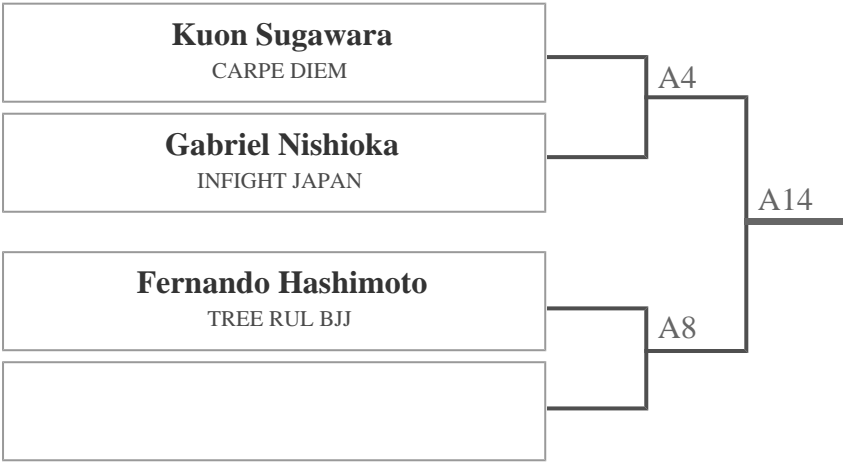 Kuon Sugawara
CARPE DIEM
A4
Gabriel Nishioka
INFIGHT JAPAN
A14
Fernando Hashimoto
TREE RUL BJJ
A8